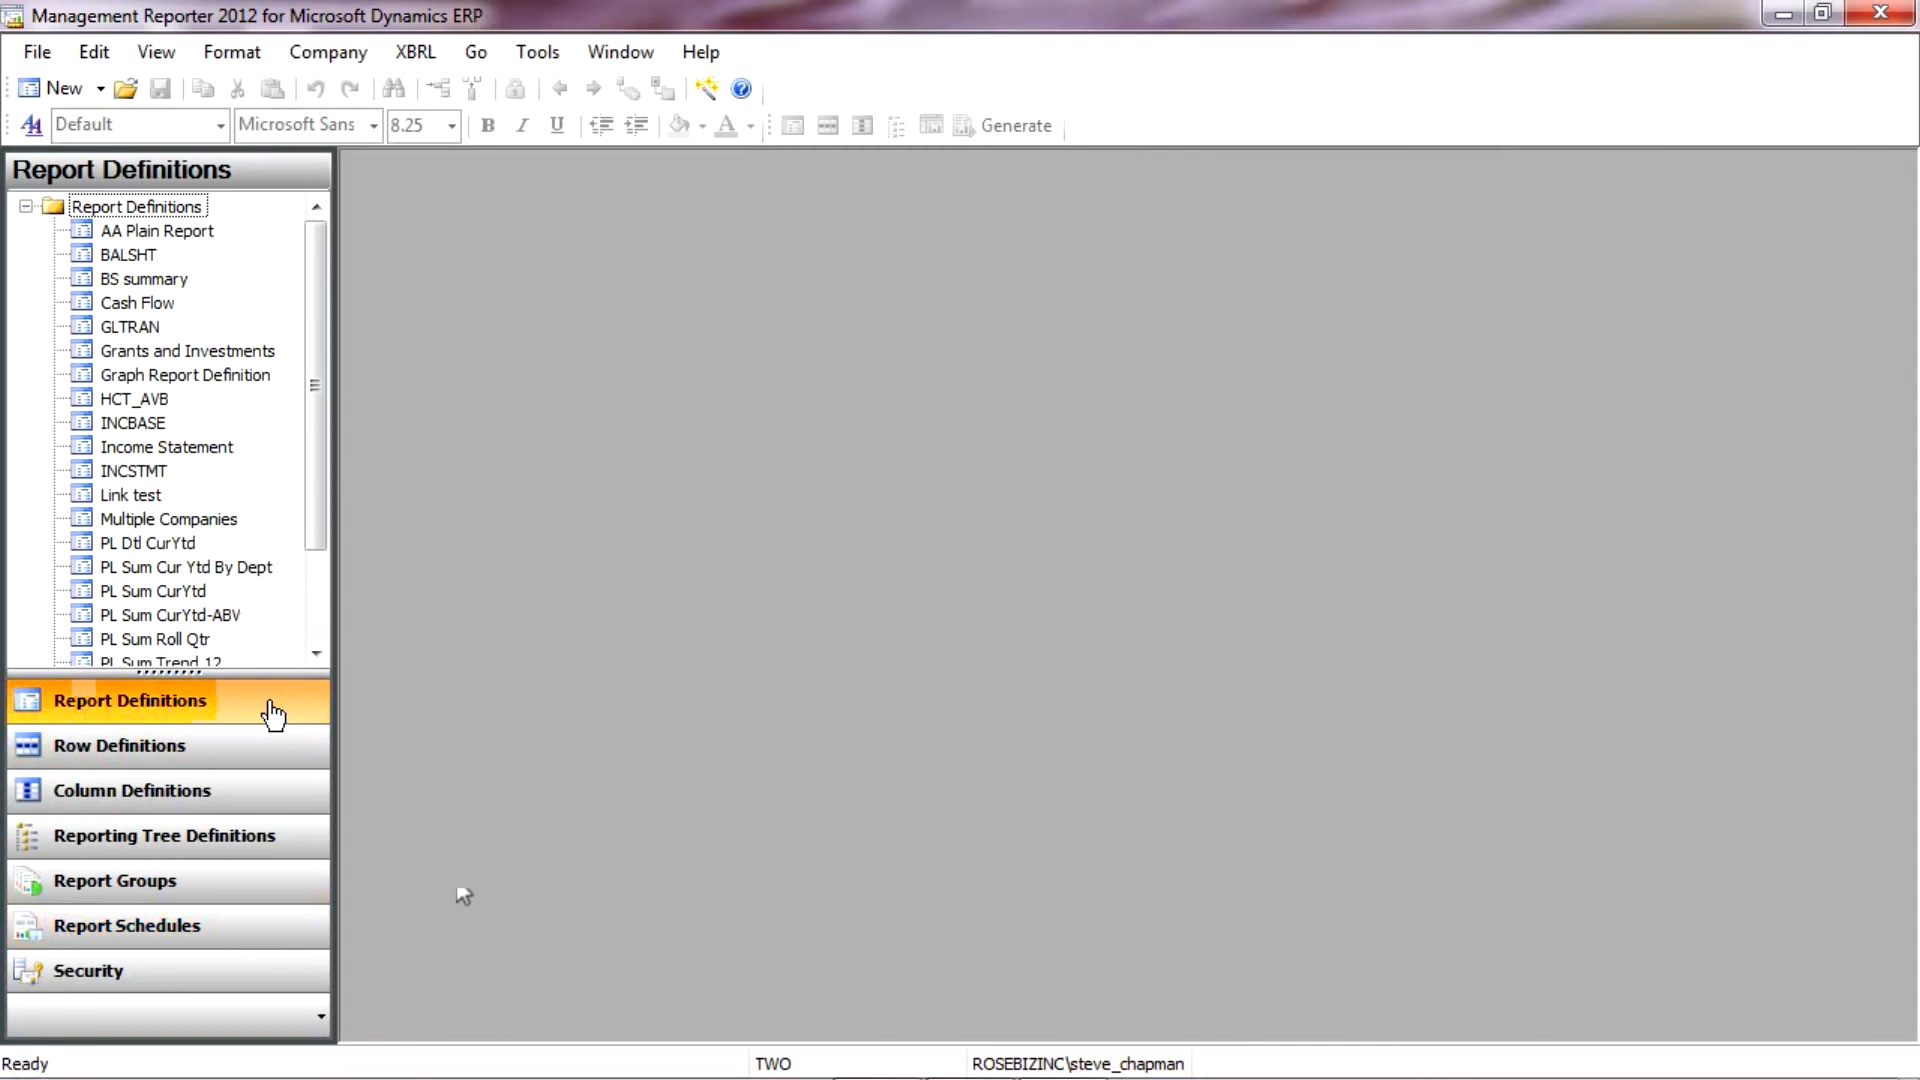 Management Reporter 2012 for Microsoft Dynamics ERP
File Edit View Format Company XBRL Go Tools Window Help
New
Default Microsoft Sans 8.25 B I U A Generate
Report Definitions
Report Definitions
AA Plain Report
BALSHT
BS summary
Cash Flow
GLTRAN
Grants and Investments
Graph Report Definition
HCT_AVB
INCBASE
Income Statement
INCSTMT
Link test
Multiple Companies
PL Dtl CurYtd
PL Sum Cur Ytd By Dept
PL Sum CurYtd
PL Sum CurYtd-ABV
PL Sum Roll Qtr
PL Sum Trend 12
Report Definitions
Row Definitions
Column Definitions
Reporting Tree Definitions
Report Groups
Report Schedules
Security
Ready TWO ROSEBIZINC\steve_chapman